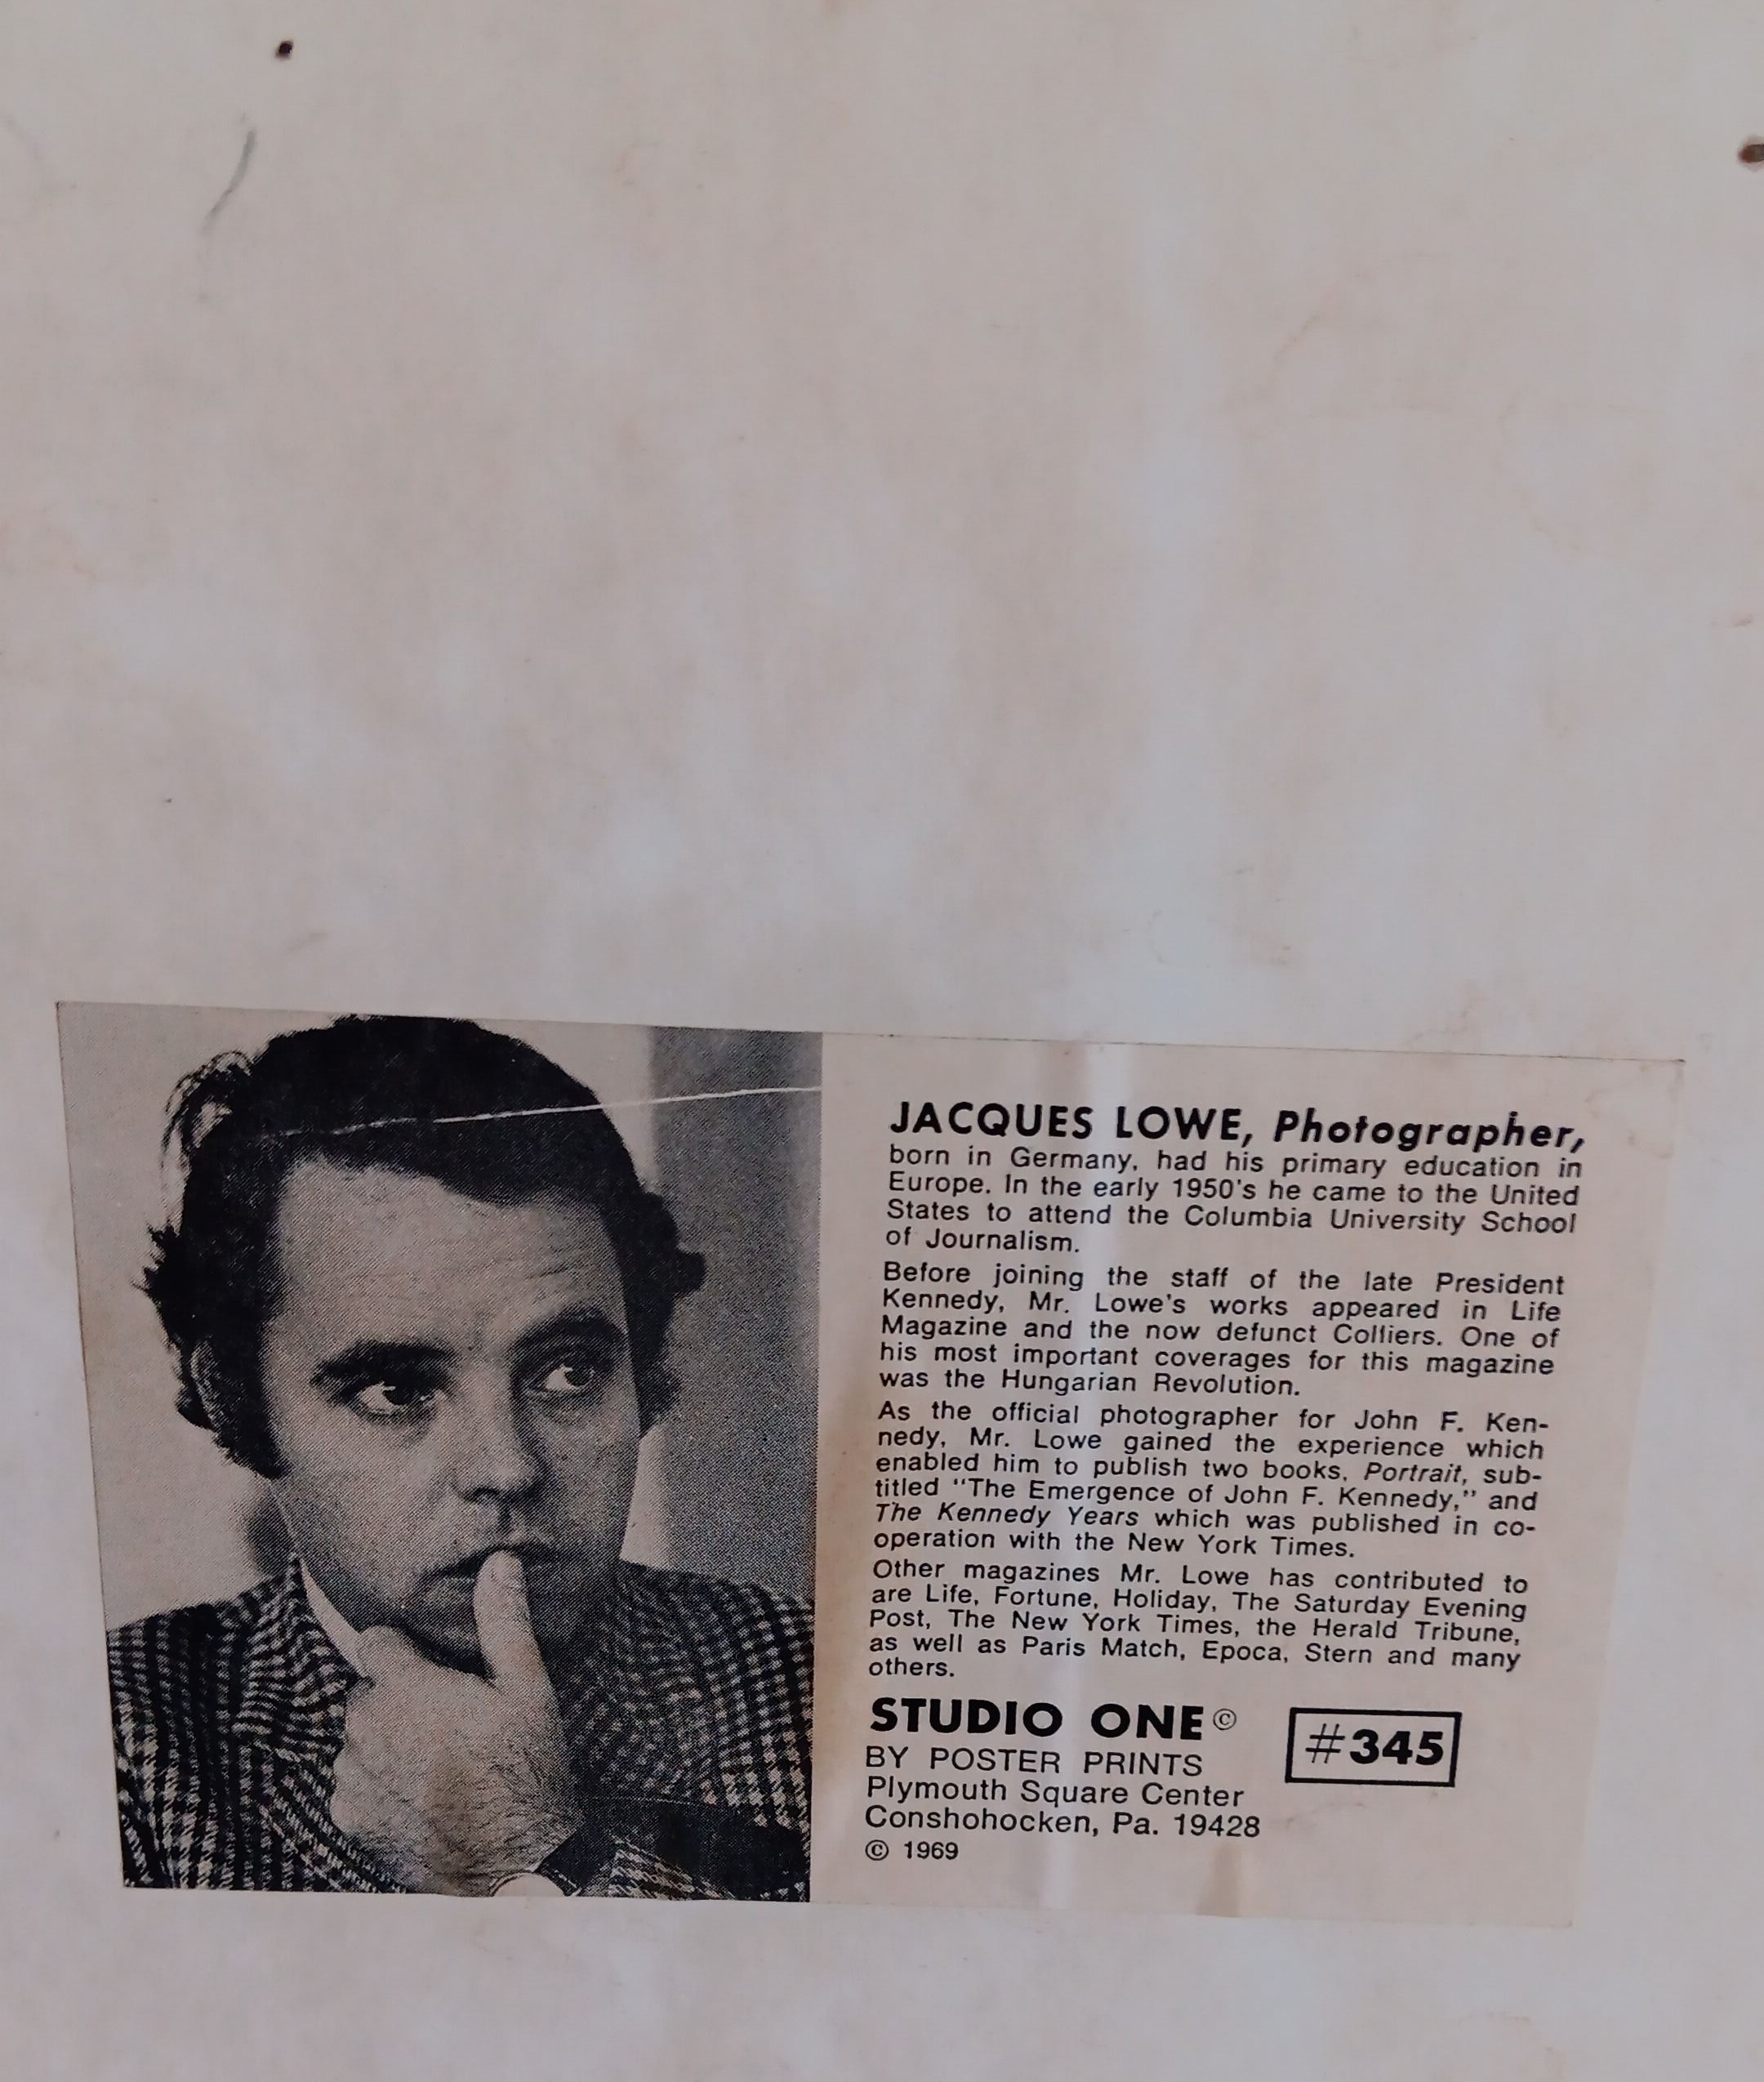 JACQUES LOWE, Photographer,
born in Germany, had his primary education in
Europe. In the early 1950's he came to the United
States to attend the Columbia University School
of Journalism.
Before joining the staff of the late President
Kennedy, Mr. Lowe's works appeared in Life
Magazine and the now defunct Colliers. One of
his most important coverages for this magazine
was the Hungarian Revolution.
As the official photographer for John F. Ken-
nedy, Mr. Lowe gained the experience which
enabled him to publish two books, Portrait, sub-
titled "The Emergence of John F. Kennedy," and
The Kennedy Years which was published in co-
operation with the New York Times.
Other magazines Mr. Lowe has contributed to
are Life, Fortune, Holiday, The Saturday Evening
Post, The New York Times, the Herald Tribune,
as well as Paris Match, Epoca, Stern and many
others.
STUDIO ONE ©
#345
BY POSTER PRINTS
Plymouth Square Center
Conshohocken, Pa. 19428
© 1969